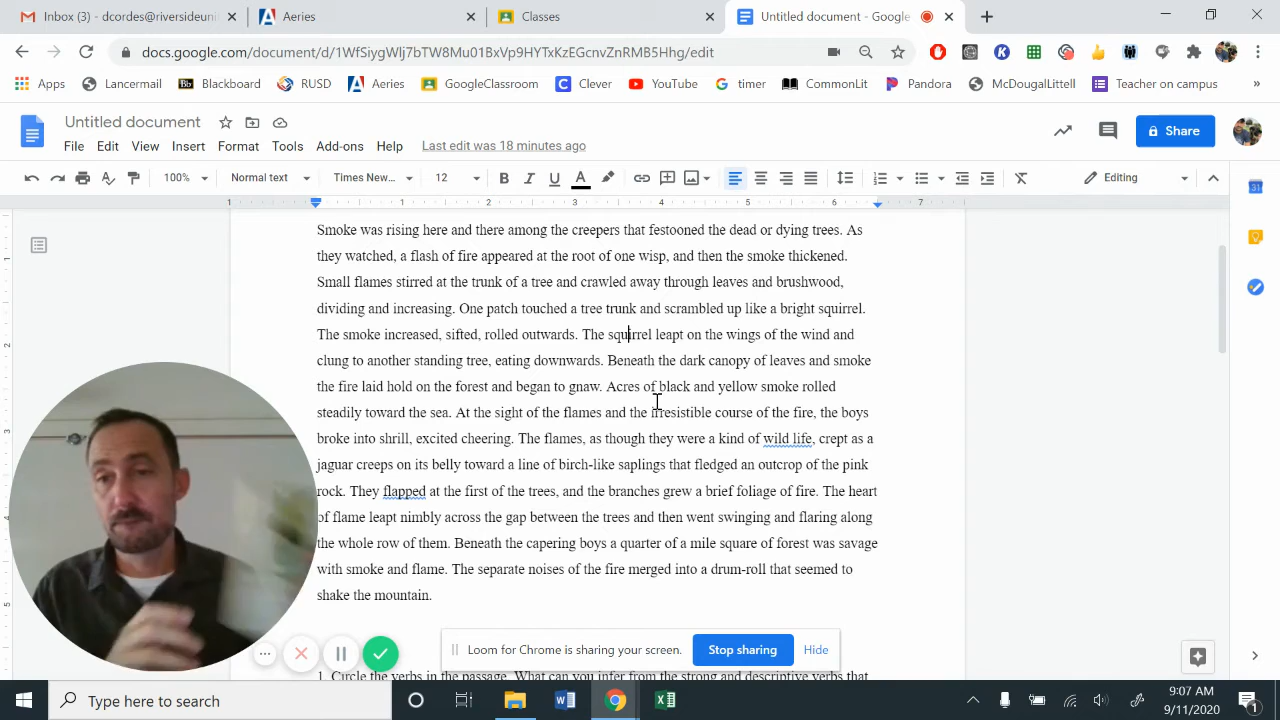 Inbox (3) - dcordes@riversideum
Aeries
Classes
Untitled document - Google
docs.google.com/document/d/1WfSiygWlj7bTW8Mu01BxVp9HYTxKzEGcnvZnRMB5Hhg/edit
Apps
Lancermail
Blackboard
RUSD
Aeries
GoogleClassroom
Clever
YouTube
timer
CommonLit
Pandora
McDougalLittell
Teacher on campus
»
Untitled document
File Edit View Insert Format Tools Add-ons Help Last edit was 18 minutes ago
Share
100% Normal text Times New... 12 B I U A Editing
1 1 2 3 4 5 6 7
Smoke was rising here and there among the creepers that festooned the dead or dying trees. As
they watched, a flash of fire appeared at the root of one wisp, and then the smoke thickened.
Small flames stirred at the trunk of a tree and crawled away through leaves and brushwood,
dividing and increasing. One patch touched a tree trunk and scrambled up like a bright squirrel.
The smoke increased, sifted, rolled outwards. The squirrel leapt on the wings of the wind and
clung to another standing tree, eating downwards. Beneath the dark canopy of leaves and smoke
the fire laid hold on the forest and began to gnaw. Acres of black and yellow smoke rolled
steadily toward the sea. At the sight of the flames and the irresistible course of the fire, the boys
broke into shrill, excited cheering. The flames, as though they were a kind of wild life, crept as a
jaguar creeps on its belly toward a line of birch-like saplings that fledged an outcrop of the pink
rock. They flapped at the first of the trees, and the branches grew a brief foliage of fire. The heart
of flame leapt nimbly across the gap between the trees and then went swinging and flaring along
the whole row of them. Beneath the capering boys a quarter of a mile square of forest was savage
with smoke and flame. The separate noises of the fire merged into a drum-roll that seemed to
shake the mountain.
Loom for Chrome is sharing your screen. Stop sharing Hide
1. Circle the verbs in the passage. What can you infer from the strong and descriptive verbs that
Type here to search
9:07 AM
9/11/2020